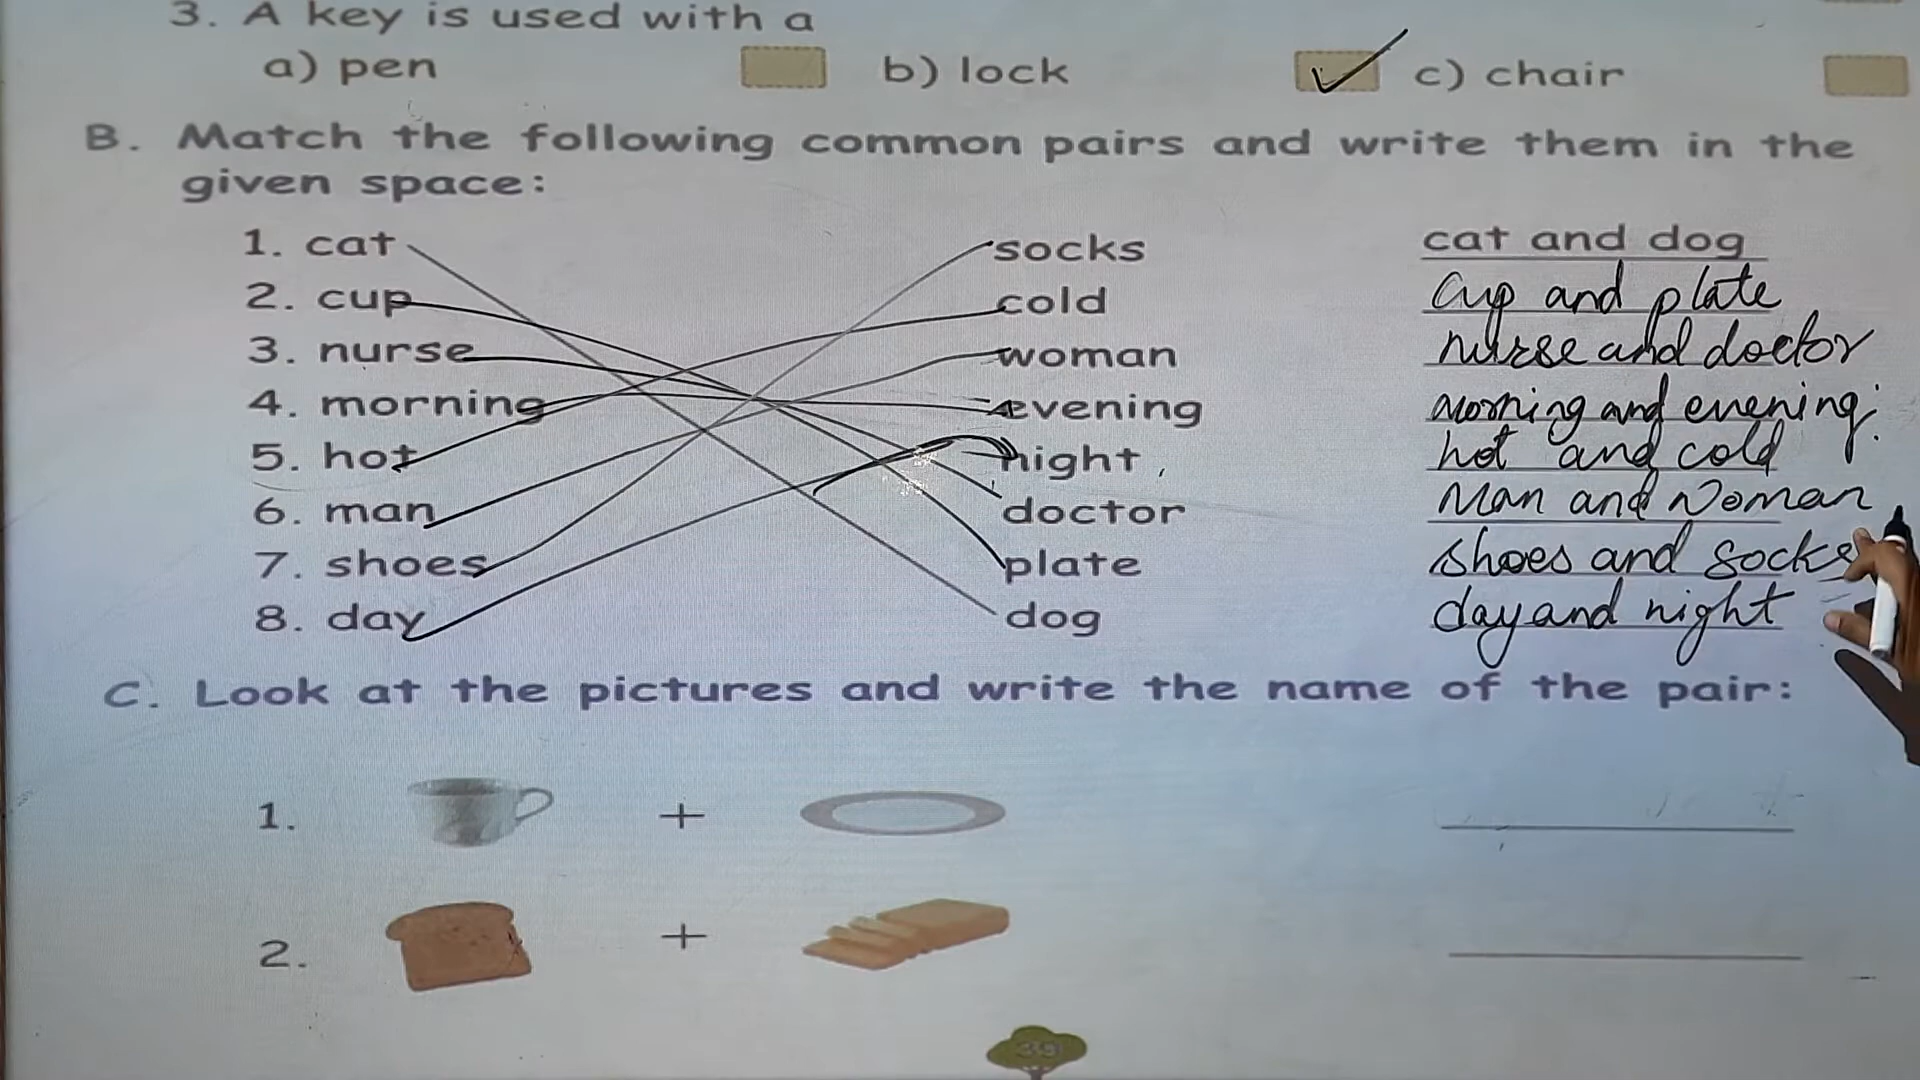 3. A key is used with a
a) pen b) lock c) chair
B. Match the following common pairs and write them in the
given space:
1. cat socks cat and dog
2. cup cold Cup and plate
3. nurse woman nurse and doctor
4. morning evening morning and evening.
5. hot night hot and cold
6. man doctor Man and Woman
7. shoes plate shoes and socks
8. day dog day and night
C. Look at the pictures and write the name of the pair:
1. +
2. +
39